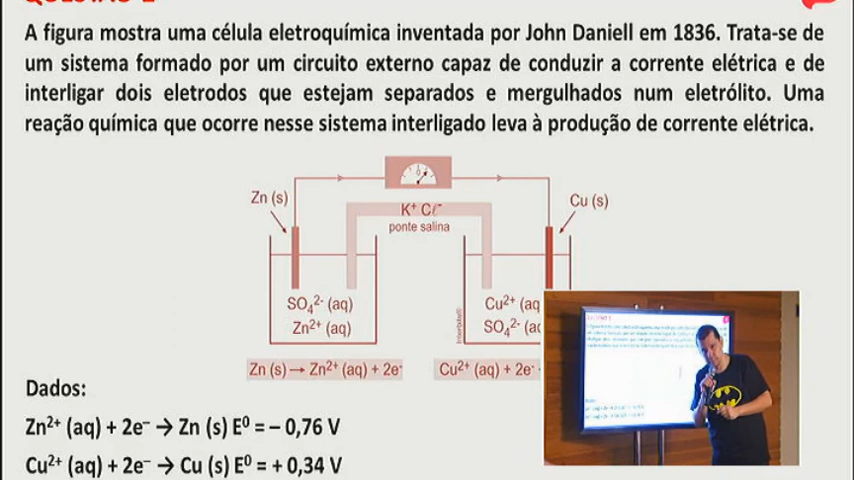 A figura mostra uma célula eletroquímica inventada por John Daniell em 1836. Trata-se de
um sistema formado por um circuito externo capaz de conduzir a corrente elétrica e de
interligar dois eletrodos que estejam separados e mergulhados num eletrólito. Uma
reação química que ocorre nesse sistema interligado leva à produção de corrente elétrica.
0
Zn (s)
Cu (s)
K⁺ Cℓ⁻
ponte salina
SO₄²⁻ (aq)
Zn²⁺ (aq)
Cu²⁺ (aq
SO₄²⁻ (a
Zn (s) → Zn²⁺ (aq) + 2e⁻
Cu²⁺ (aq) + 2e⁻
Dados:
Zn²⁺ (aq) + 2e⁻ → Zn (s) E⁰ = – 0,76 V
Cu²⁺ (aq) + 2e⁻ → Cu (s) E⁰ = + 0,34 V